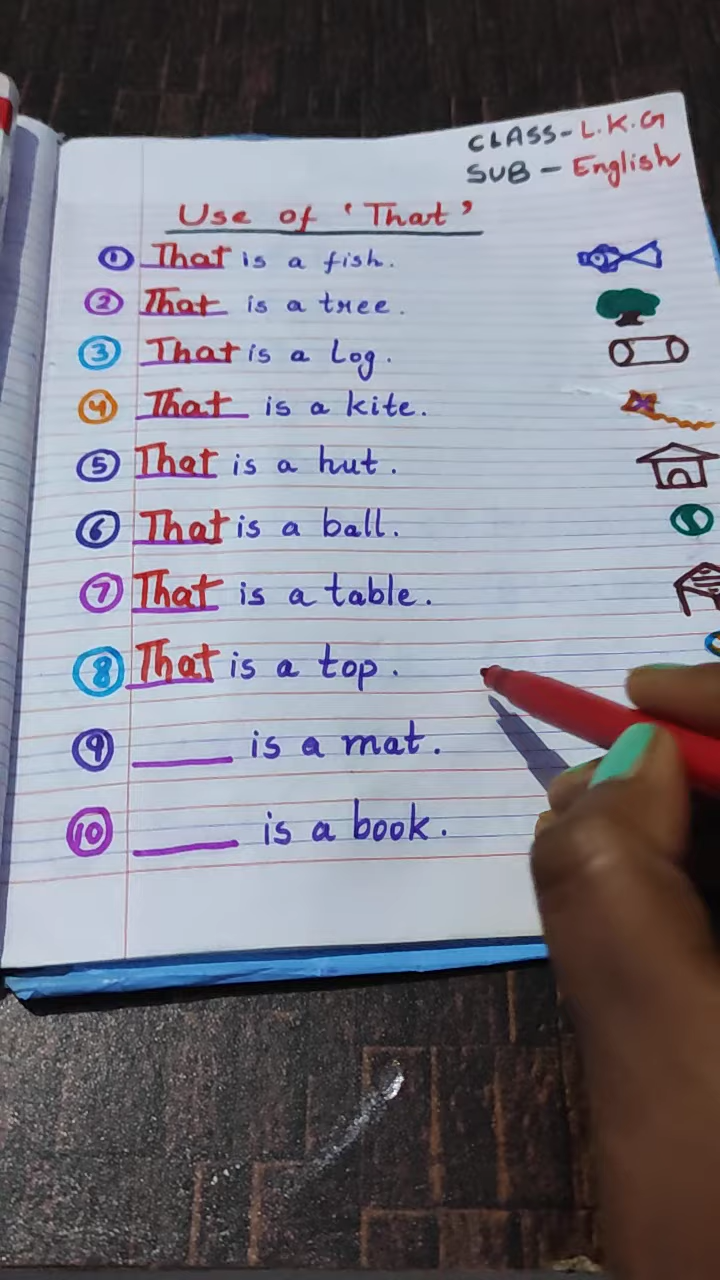 CLASS- L.K.G
SUB - English
Use of 'That'
1 That is a fish.
2 That is a tree.
3 That is a Log.
4 That is a kite.
5 That is a hut.
6 That is a ball.
7 That is a table.
8 That is a top.
9 ____ is a mat.
10 ____ is a book.